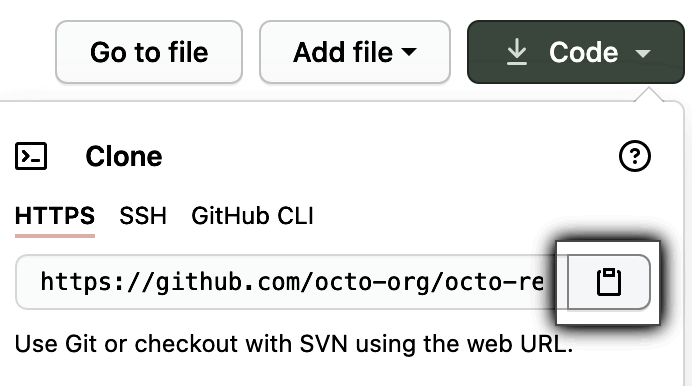 Go to file
Add file
Code
Clone
HTTPS SSH GitHub CLI
https://github.com/octo-org/octo-re
Use Git or checkout with SVN using the web URL.